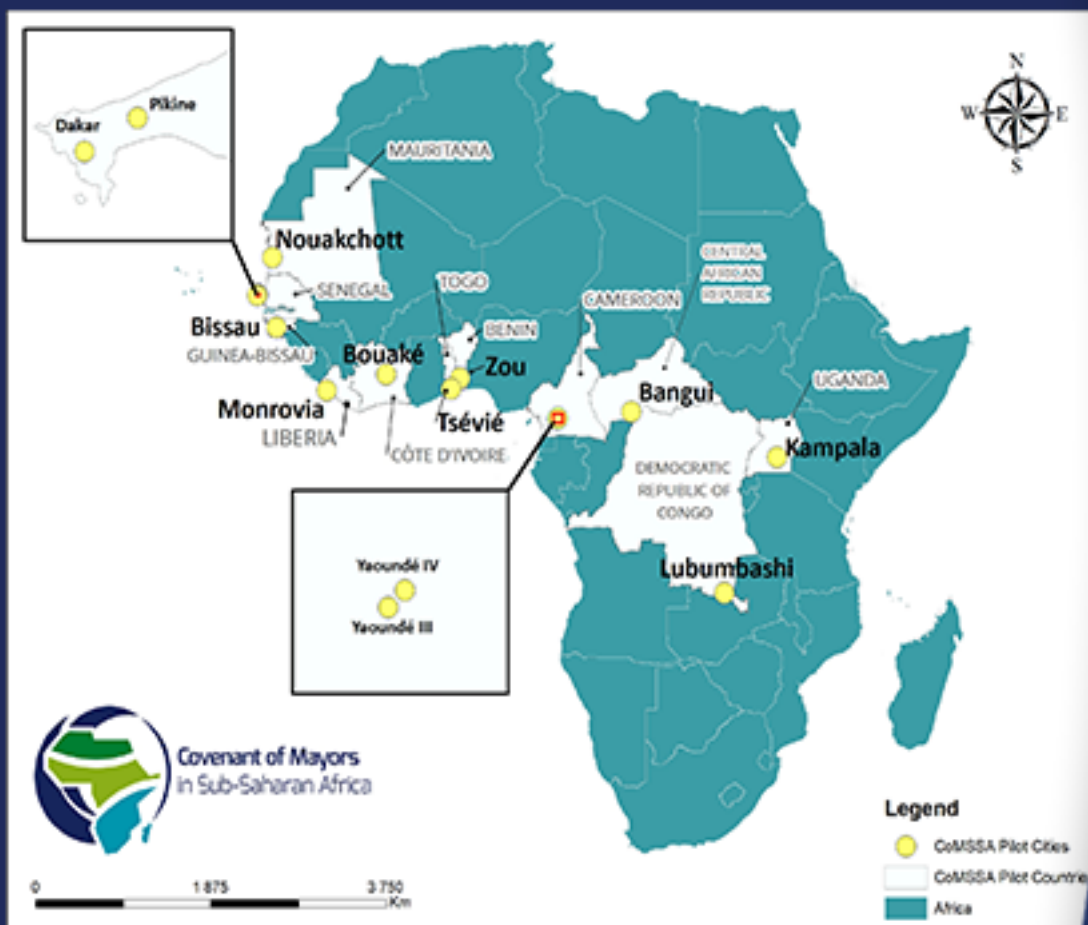 Pikine
Dakar
MAURITANIA
Nouakchott
SENEGAL
TOGO
CENTRAL
AFRICAN
REPUBLIC
CAMEROON
Bissau
GUINEA-BISSAU
BENIN
Bouaké
Zou
UGANDA
Monrovia
LIBERIA
Tsévié
Bangui
CÔTE D'IVOIRE
Kampala
DEMOCRATIC
REPUBLIC OF
CONGO
Lubumbashi
Yaoundé IV
Yaoundé III
N
W
E
S
Covenant of Mayors
in Sub-Saharan Africa
0 1 875 3 750
Km
Legend
CoMSSA Pilot Cities
CoMSSA Pilot Countrie
Africa